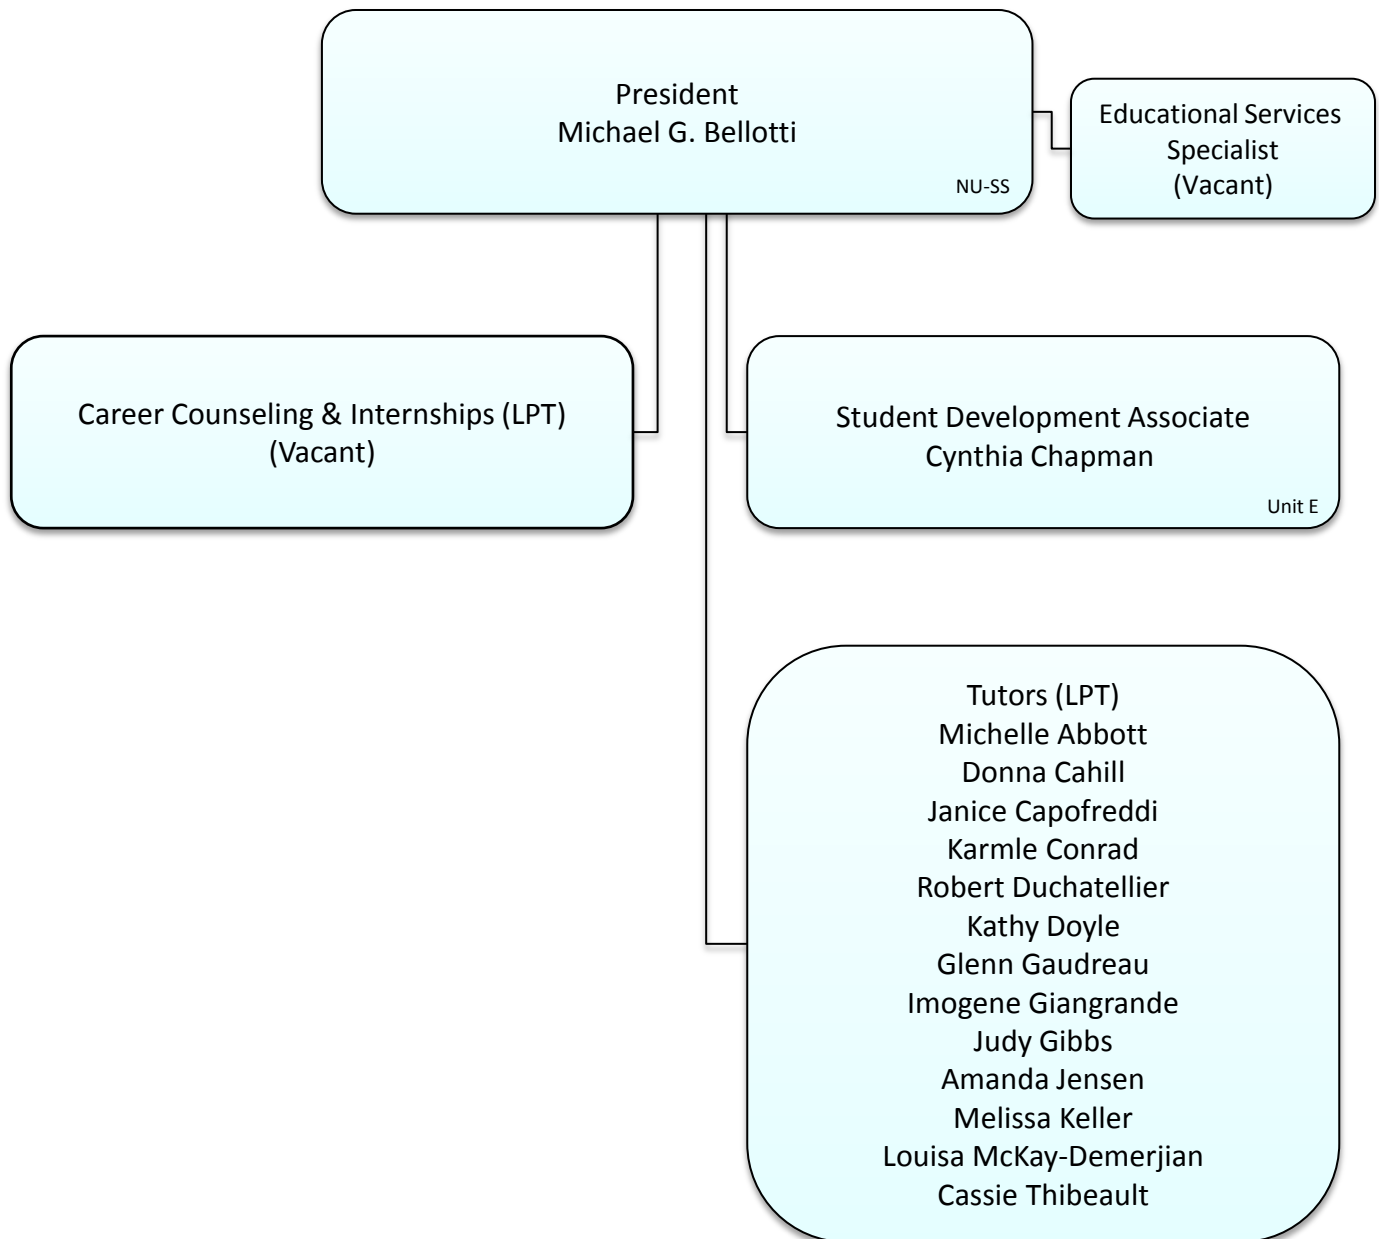 President
Michael G. Bellotti
NU-SS
Educational Services
Specialist
(Vacant)
Career Counseling & Internships (LPT)
(Vacant)
Student Development Associate
Cynthia Chapman
Unit E
Tutors (LPT)
Michelle Abbott
Donna Cahill
Janice Capofreddi
Karmle Conrad
Robert Duchatellier
Kathy Doyle
Glenn Gaudreau
Imogene Giangrande
Judy Gibbs
Amanda Jensen
Melissa Keller
Louisa McKay-Demerjian
Cassie Thibeault